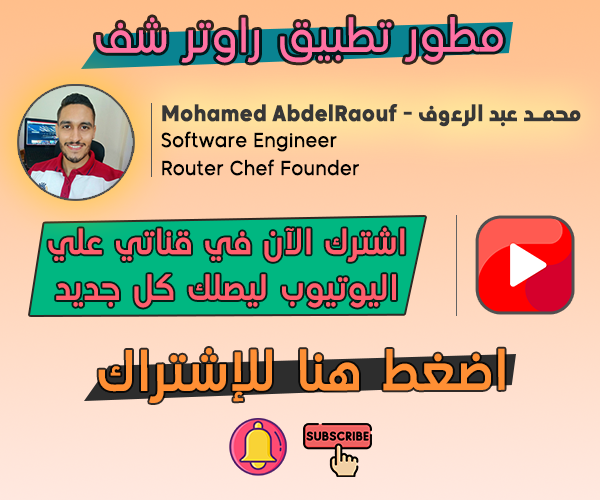 مطور تطبيق راوتر شف
محمـد عبد الرءوف - Mohamed AbdelRaouf
Software Engineer
Router Chef Founder
اشترك الآن في قناتي علي
اليوتيوب ليصلك كل جديد
اضغط هنا للإشتراك
SUBSCRIBE